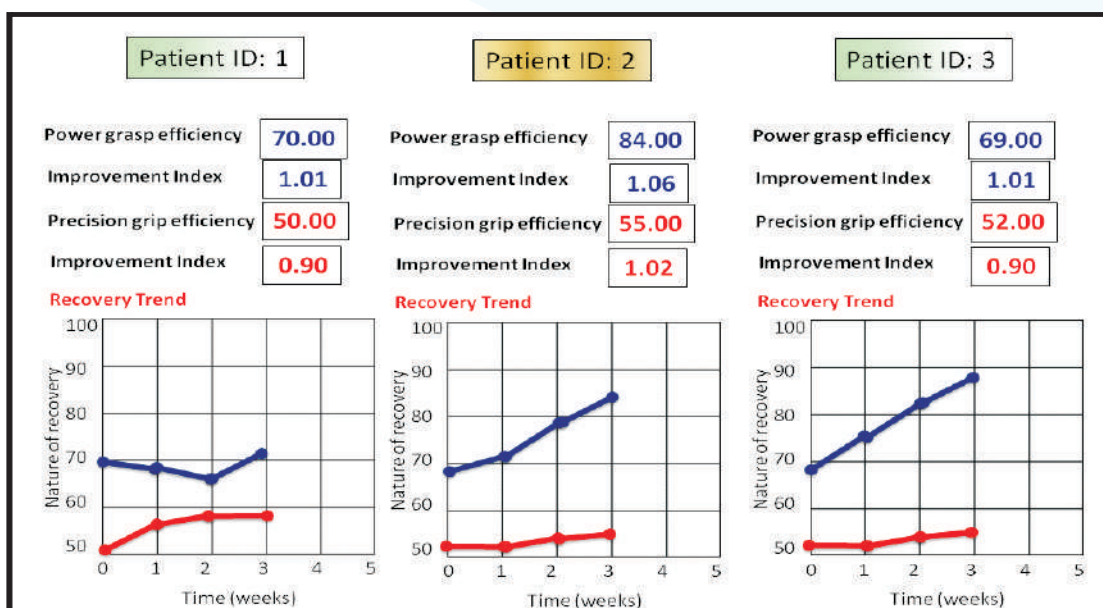 Patient ID: 1
Power grasp efficiency 70.00
Improvement Index 1.01
Precision grip efficiency 50.00
Improvement Index 0.90
Recovery Trend
Nature of recovery
100
90
80
70
60
50
0 1 2 3 4 5
Time (weeks)
Patient ID: 2
Power grasp efficiency 84.00
Improvement Index 1.06
Precision grip efficiency 55.00
Improvement Index 1.02
Recovery Trend
Nature of recovery
100
90
80
70
60
50
0 1 2 3 4 5
Time (weeks)
Patient ID: 3
Power grasp efficiency 69.00
Improvement Index 1.01
Precision grip efficiency 52.00
Improvement Index 0.90
Recovery Trend
Nature of recovery
100
90
80
70
60
50
0 1 2 3 4 5
Time (weeks)